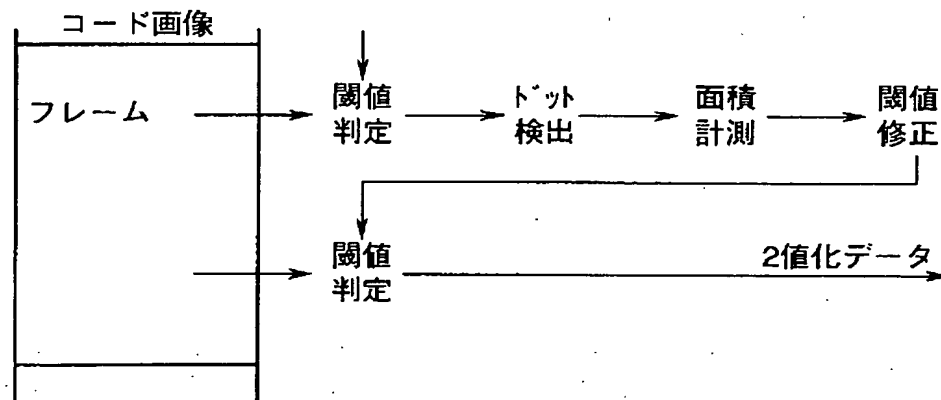 コード画像
フレーム
閾値
判定
ﾄﾞｯﾄ
検出
面積
計測
閾値
修正
閾値
判定
2値化データ